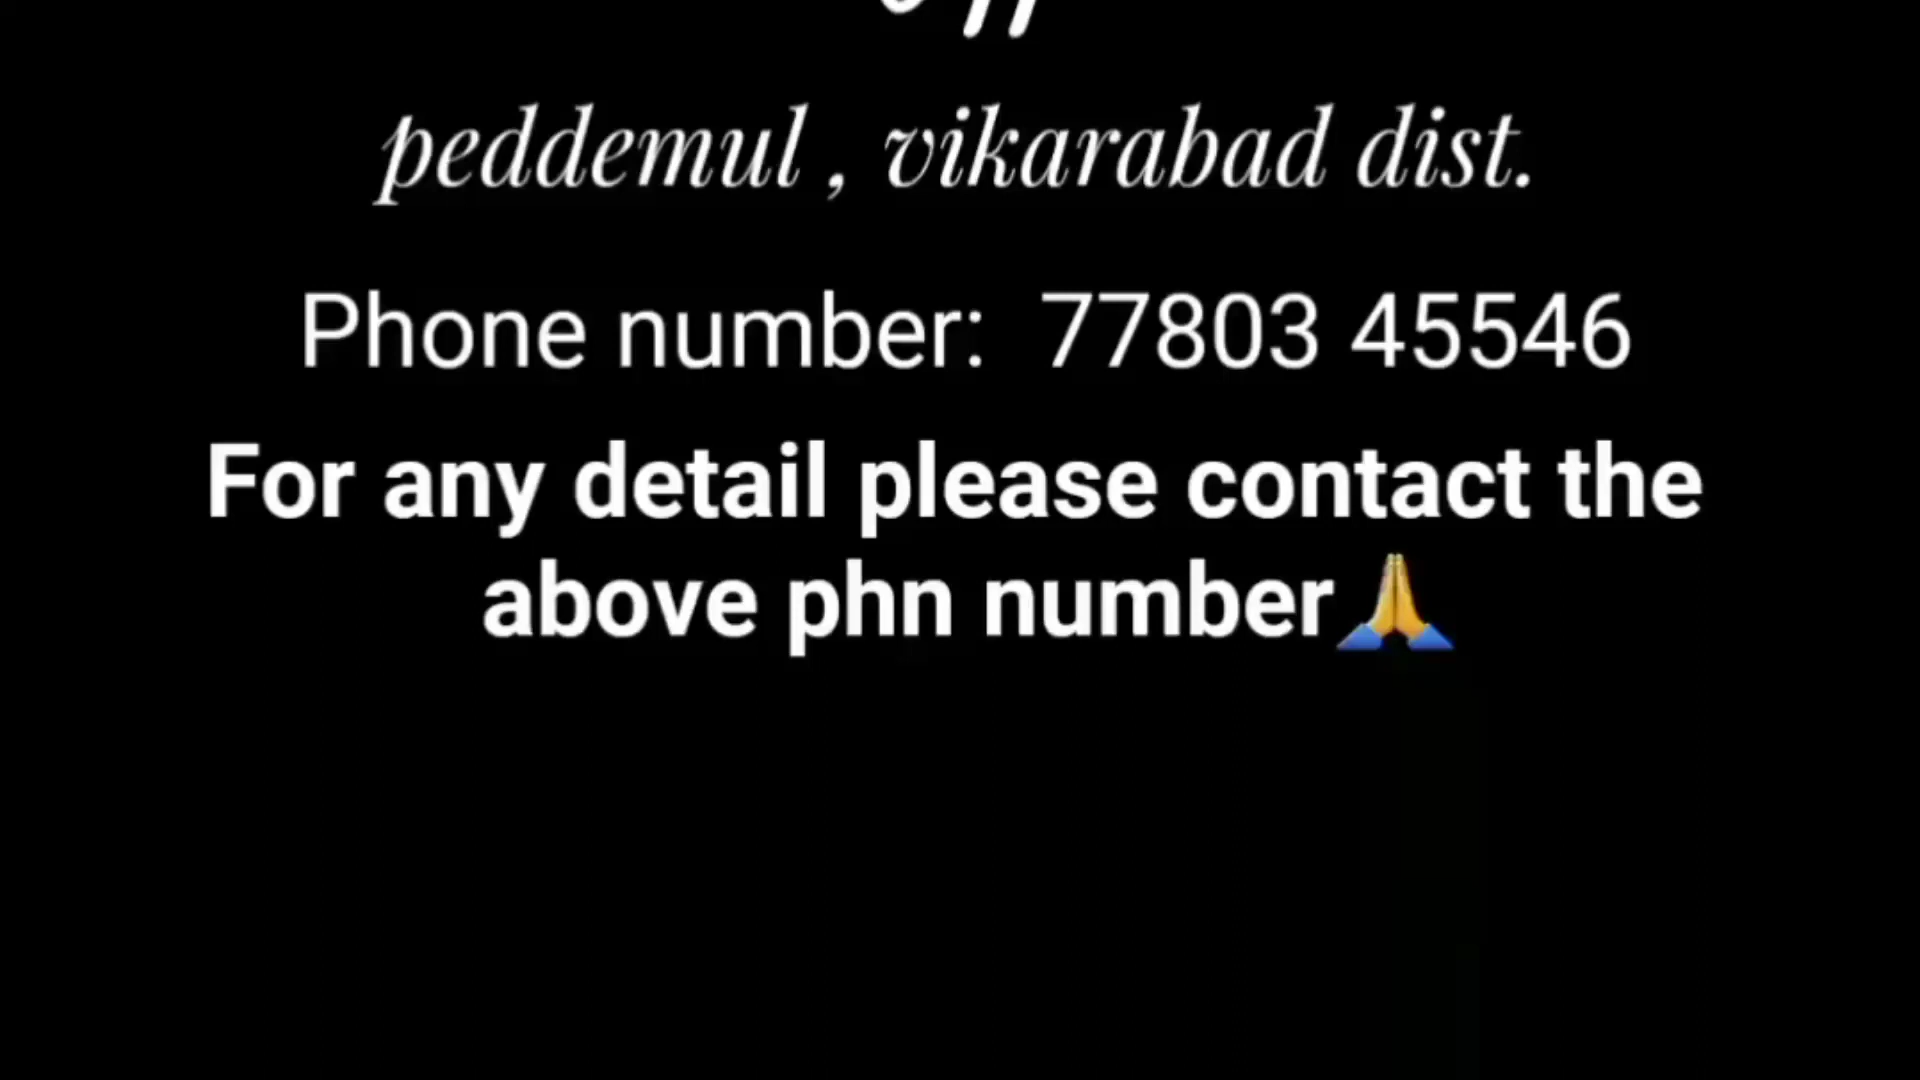 peddemul , vikarabad dist.
Phone number: 77803 45546
For any detail please contact the
above phn number🙏